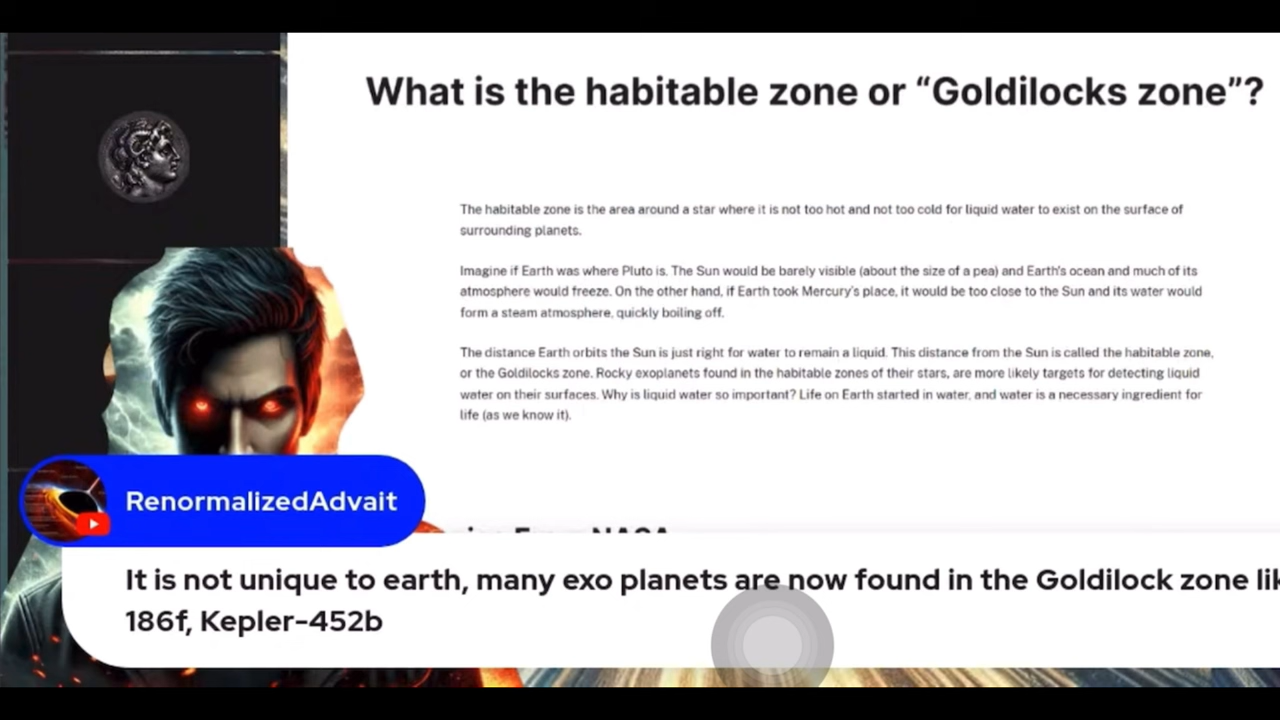 What is the habitable zone or “Goldilocks zone”?
The habitable zone is the area around a star where it is not too hot and not too cold for liquid water to exist on the surface of
surrounding planets.
Imagine if Earth was where Pluto is. The Sun would be barely visible (about the size of a pea) and Earth's ocean and much of its
atmosphere would freeze. On the other hand, if Earth took Mercury's place, it would be too close to the Sun and its water would
form a steam atmosphere, quickly boiling off.
The distance Earth orbits the Sun is just right for water to remain a liquid. This distance from the Sun is called the habitable zone,
or the Goldilocks zone. Rocky exoplanets found in the habitable zones of their stars, are more likely targets for detecting liquid
water on their surfaces. Why is liquid water so important? Life on Earth started in water, and water is a necessary ingredient for
life (as we know it).
RenormalizedAdvait
It is not unique to earth, many exo planets are now found in the Goldilock zone
186f, Kepler-452b